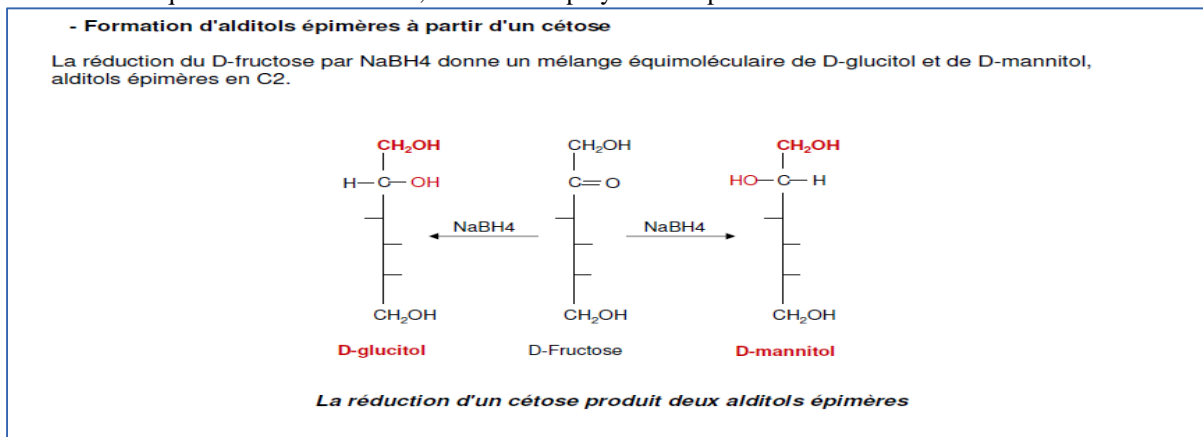 - Formation d'alditols épimères à partir d'un cétose
La réduction du D-fructose par NaBH4 donne un mélange équimoléculaire de D-glucitol et de D-mannitol,
alditols épimères en C2.
CH₂OH CH₂OH CH₂OH
H—C—OH C=O HO—C—H
NaBH4 NaBH4
CH₂OH CH₂OH CH₂OH
D-glucitol D-Fructose D-mannitol
La réduction d'un cétose produit deux alditols épimères